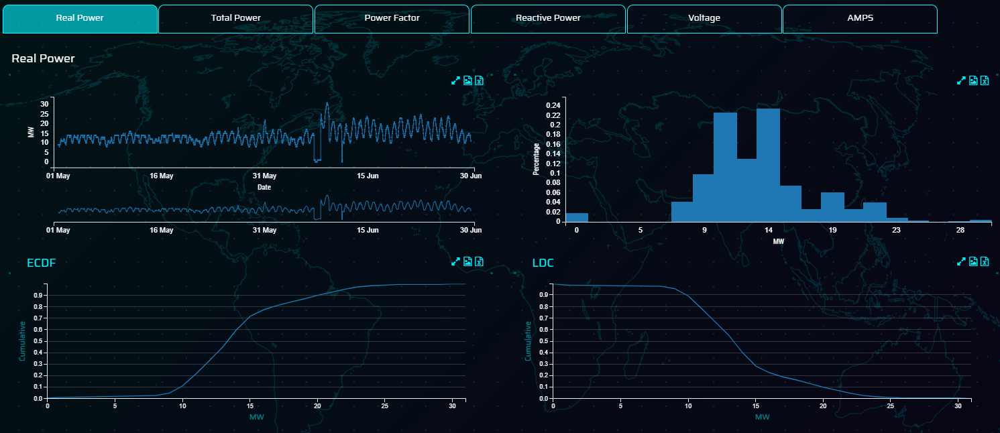 Real Power
Total Power
Power Factor
Reactive Power
Voltage
AMPS
Real Power
MW
30
25
20
15
10
5
0
01 May
16 May
31 May
15 Jun
30 Jun
Date
01 May
16 May
31 May
15 Jun
30 Jun
Percentage
0.24
0.22
0.2
0.18
0.16
0.14
0.12
0.1
0.08
0.06
0.04
0.02
0
0
5
9
14
19
23
28
MW
ECDF
Cumulative
0.9
0.8
0.7
0.6
0.5
0.4
0.3
0.2
0.1
0.0
0
5
10
15
20
25
30
MW
LDC
Cumulative
0.9
0.8
0.7
0.6
0.5
0.4
0.3
0.2
0.1
0.0
0
5
10
15
20
25
30
MW